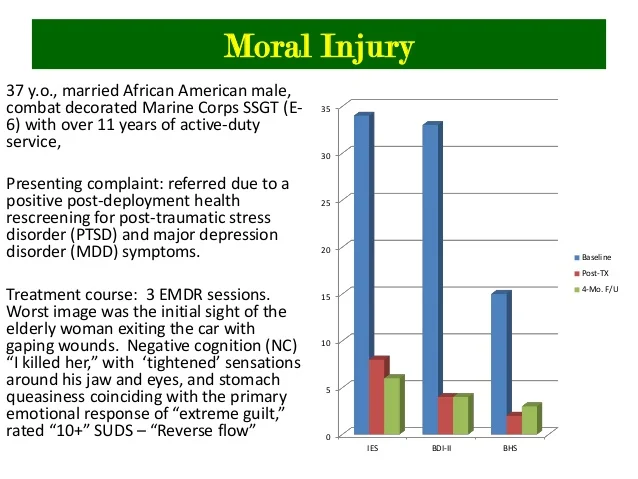 Moral Injury
37 y.o., married African American male,
combat decorated Marine Corps SSGT (E-
6) with over 11 years of active-duty
service,
Presenting complaint: referred due to a
positive post-deployment health
rescreening for post-traumatic stress
disorder (PTSD) and major depression
disorder (MDD) symptoms.
Treatment course:  3 EMDR sessions.
Worst image was the initial sight of the
elderly woman exiting the car with
gaping wounds.  Negative cognition (NC)
“I killed her,” with  ‘tightened’ sensations
around his jaw and eyes, and stomach
queasiness coinciding with the primary
emotional response of “extreme guilt,”
rated “10+” SUDS – “Reverse flow”
35
30
25
20
15
10
5
0
IES
BDI-II
BHS
Baseline
Post-TX
4-Mo. F/U